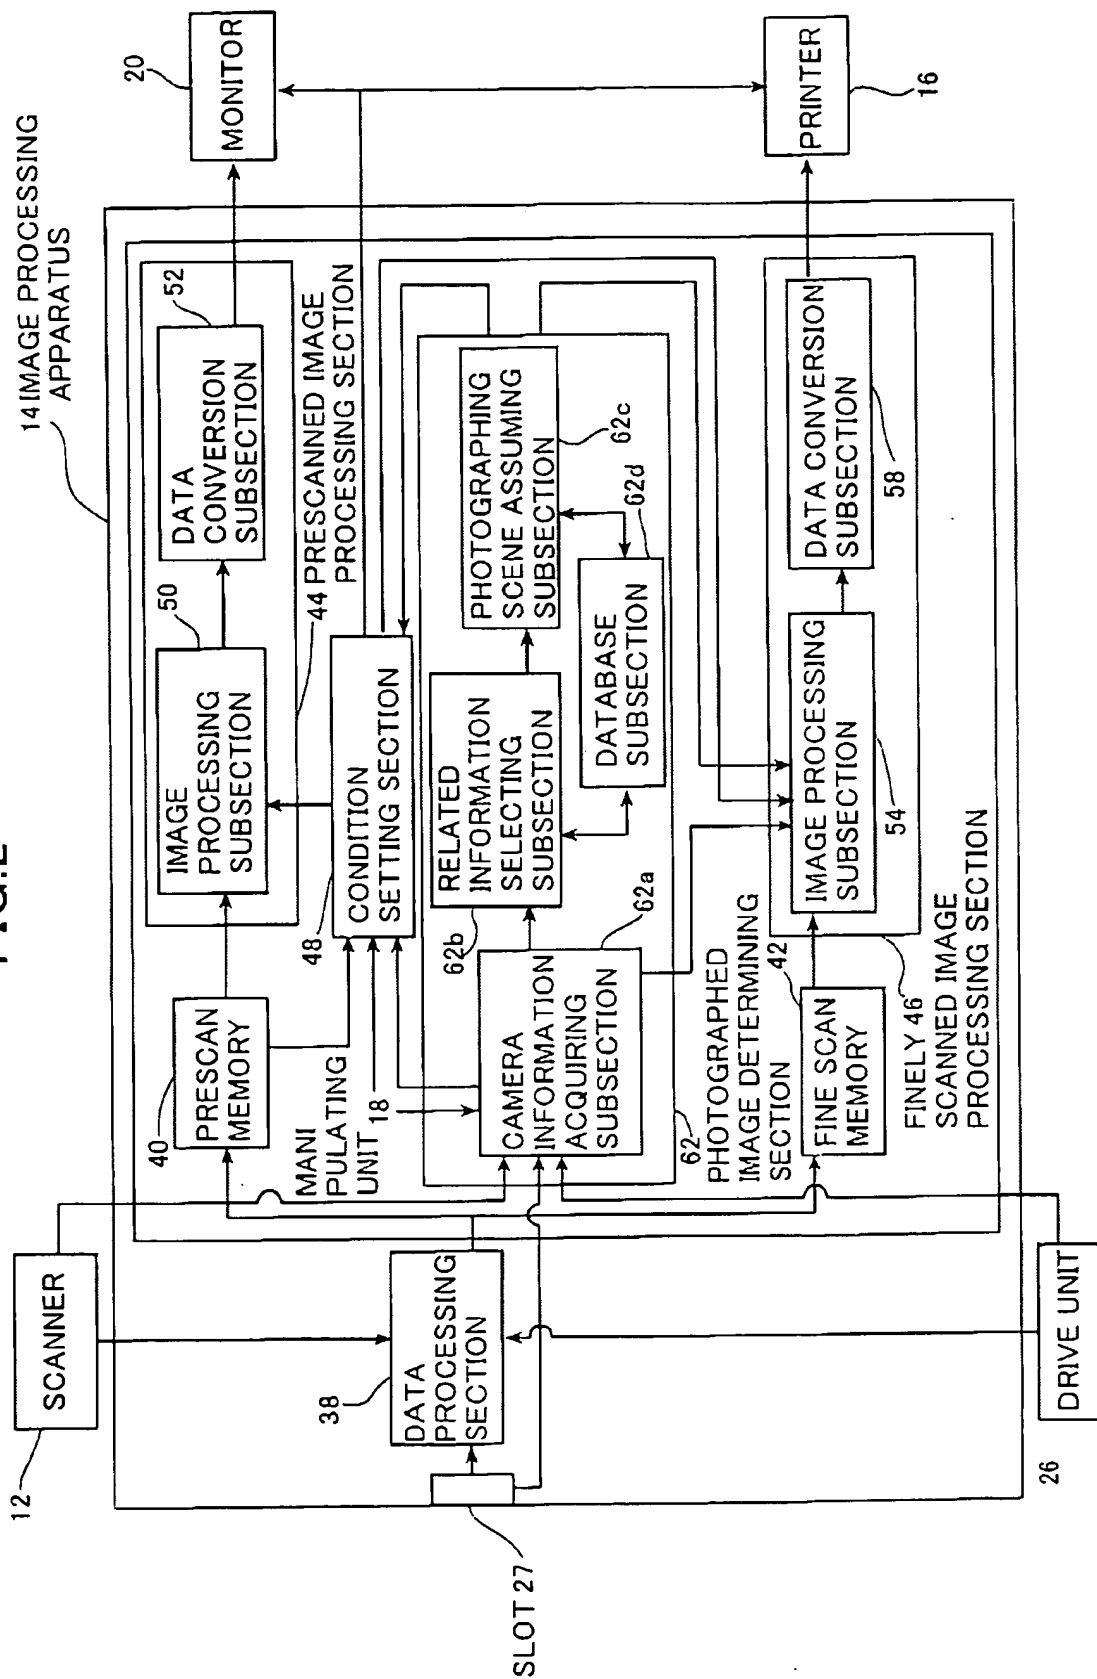 FIG.2
14 IMAGE PROCESSING
APPARATUS
12
SCANNER
20
MONITOR
40
PRESCAN
MEMORY
50
IMAGE
PROCESSING
SUBSECTION
52
DATA
CONVERSION
SUBSECTION
44 PRESCANNED IMAGE
PROCESSING SECTION
MANI
PULATING
UNIT
18
48
CONDITION
SETTING SECTION
38
DATA
PROCESSING
SECTION
SLOT 27
62b
RELATED
INFORMATION
SELECTING
SUBSECTION
PHOTOGRAPHING
SCENE ASSUMING
SUBSECTION
62c
62d
DATABASE
SUBSECTION
CAMERA
INFORMATION
ACQUIRING
SUBSECTION
62a
62
PHOTOGRAPHED
IMAGE DETERMINING
SECTION
42
FINE SCAN
MEMORY
IMAGE PROCESSING
SUBSECTION
54
DATA CONVERSION
SUBSECTION
58
PRINTER
16
FINELY 46
SCANNED IMAGE
PROCESSING SECTION
26
DRIVE UNIT